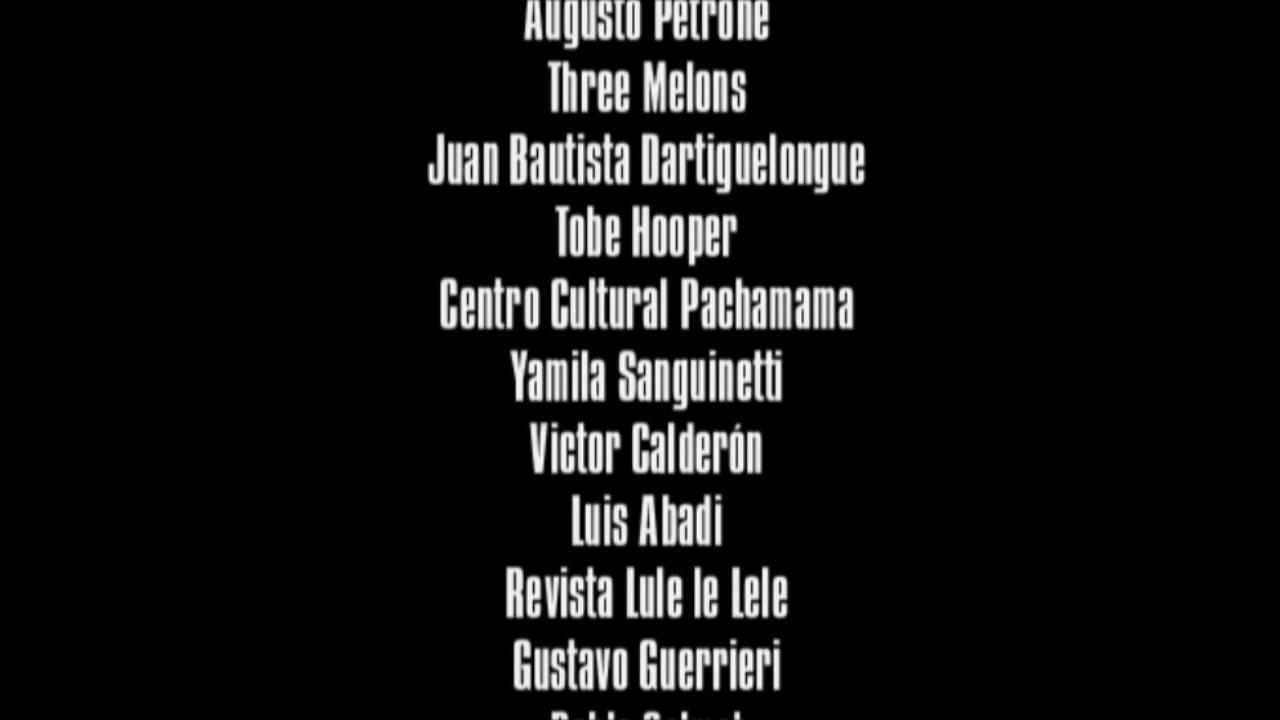 Augusto Petrone
Three Melons
Juan Bautista Dartiguelongue
Tobe Hooper
Centro Cultural Pachamama
Yamila Sanguinetti
Victor Calderón
Luis Abadi
Revista Lule le Lele
Gustavo Guerrieri